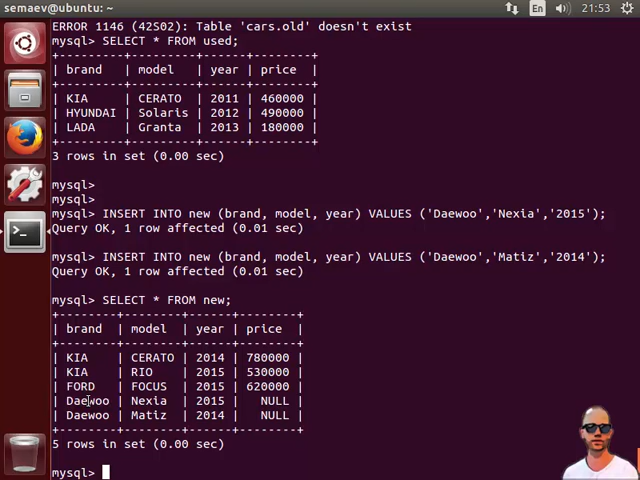 semaev@ubuntu: ~
En
21:53
ERROR 1146 (42S02): Table 'cars.old' doesn't exist
mysql> SELECT * FROM used;
+---------+---------+------+--------+
| brand   | model   | year | price  |
+---------+---------+------+--------+
| KIA     | CERATO  | 2011 | 460000 |
| HYUNDAI | Solaris | 2012 | 490000 |
| LADA    | Granta  | 2013 | 180000 |
+---------+---------+------+--------+
3 rows in set (0.00 sec)
mysql>
mysql>
mysql> INSERT INTO new (brand, model, year) VALUES ('Daewoo','Nexia','2015');
Query OK, 1 row affected (0.01 sec)
mysql> INSERT INTO new (brand, model, year) VALUES ('Daewoo','Matiz','2014');
Query OK, 1 row affected (0.01 sec)
mysql> SELECT * FROM new;
+--------+--------+------+--------+
| brand  | model  | year | price  |
+--------+--------+------+--------+
| KIA    | CERATO | 2014 | 780000 |
| KIA    | RIO    | 2015 | 530000 |
| FORD   | FOCUS  | 2015 | 620000 |
| Daewoo | Nexia  | 2015 |   NULL |
| Daewoo | Matiz  | 2014 |   NULL |
+--------+--------+------+--------+
5 rows in set (0.00 sec)
mysql>